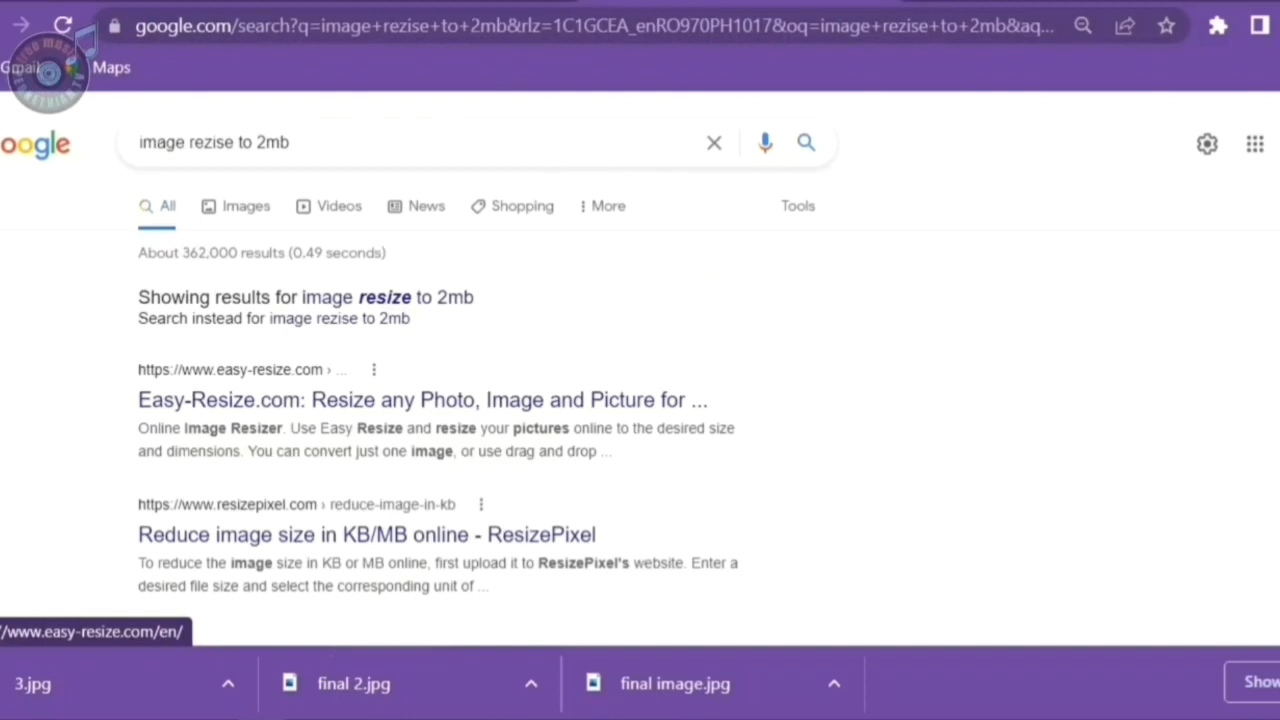 google.com/search?q=image+rezise+to+2mb&rlz=1C1GCEA_enRO970PH1017&oq=image+rezise+to+2mb&aq...
Gmail Maps
oogle
image rezise to 2mb
All Images Videos News Shopping More Tools
About 362,000 results (0.49 seconds)
Showing results for image resize to 2mb
Search instead for image rezise to 2mb
https://www.easy-resize.com › ...
Easy-Resize.com: Resize any Photo, Image and Picture for ...
Online Image Resizer. Use Easy Resize and resize your pictures online to the desired size
and dimensions. You can convert just one image, or use drag and drop ...
https://www.resizepixel.com › reduce-image-in-kb
Reduce image size in KB/MB online - ResizePixel
To reduce the image size in KB or MB online, first upload it to ResizePixel's website. Enter a
desired file size and select the corresponding unit of ...
//www.easy-resize.com/en/
3.jpg final 2.jpg final image.jpg Show